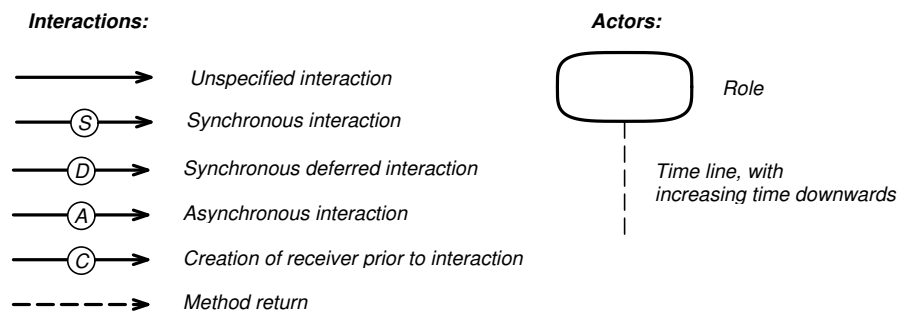 Interactions:
Actors:
Unspecified interaction
Role
S
Synchronous interaction
D
Synchronous deferred interaction
Time line, with
increasing time downwards
A
Asynchronous interaction
C
Creation of receiver prior to interaction
Method return